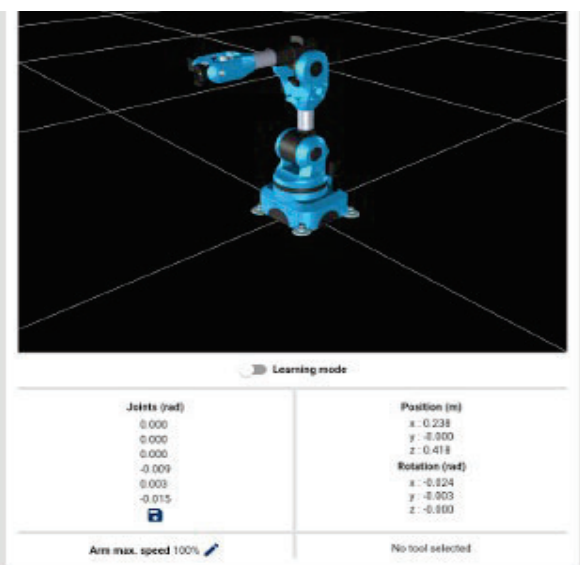 Learning mode
Joints (rad)
0.000
0.000
0.000
-0.009
0.003
-0.015
Arm max. speed 100%
Position (m)
x : 0.238
y : -0.000
z : 0.418
Rotation (rad)
x : -0.024
y : -0.003
z : -0.000
No tool selected